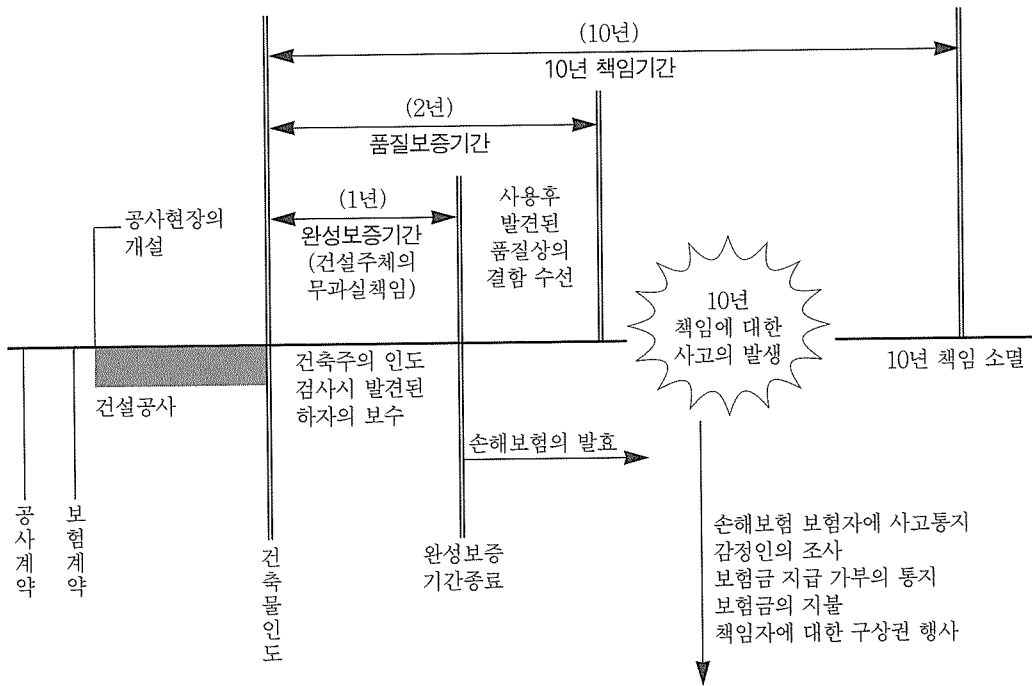 (10년)
10년 책임기간
(2년)
품질보증기간
(1년)
완성보증기간
(건설주체의
무과실책임)
사용후
발견된
품질상의
결함 수선
공사현장의
개설
10년
책임에 대한
사고의 발생
10년 책임 소멸
건설공사
건축주의 인도
검사시 발견된
하자의 보수
손해보험의 발효
공사계약
보험계약
건축물인도
완성보증
기간종료
손해보험 보험자에 사고통지
감정인의 조사
보험금 지급 가부의 통지
보험금의 지불
책임자에 대한 구상권 행사